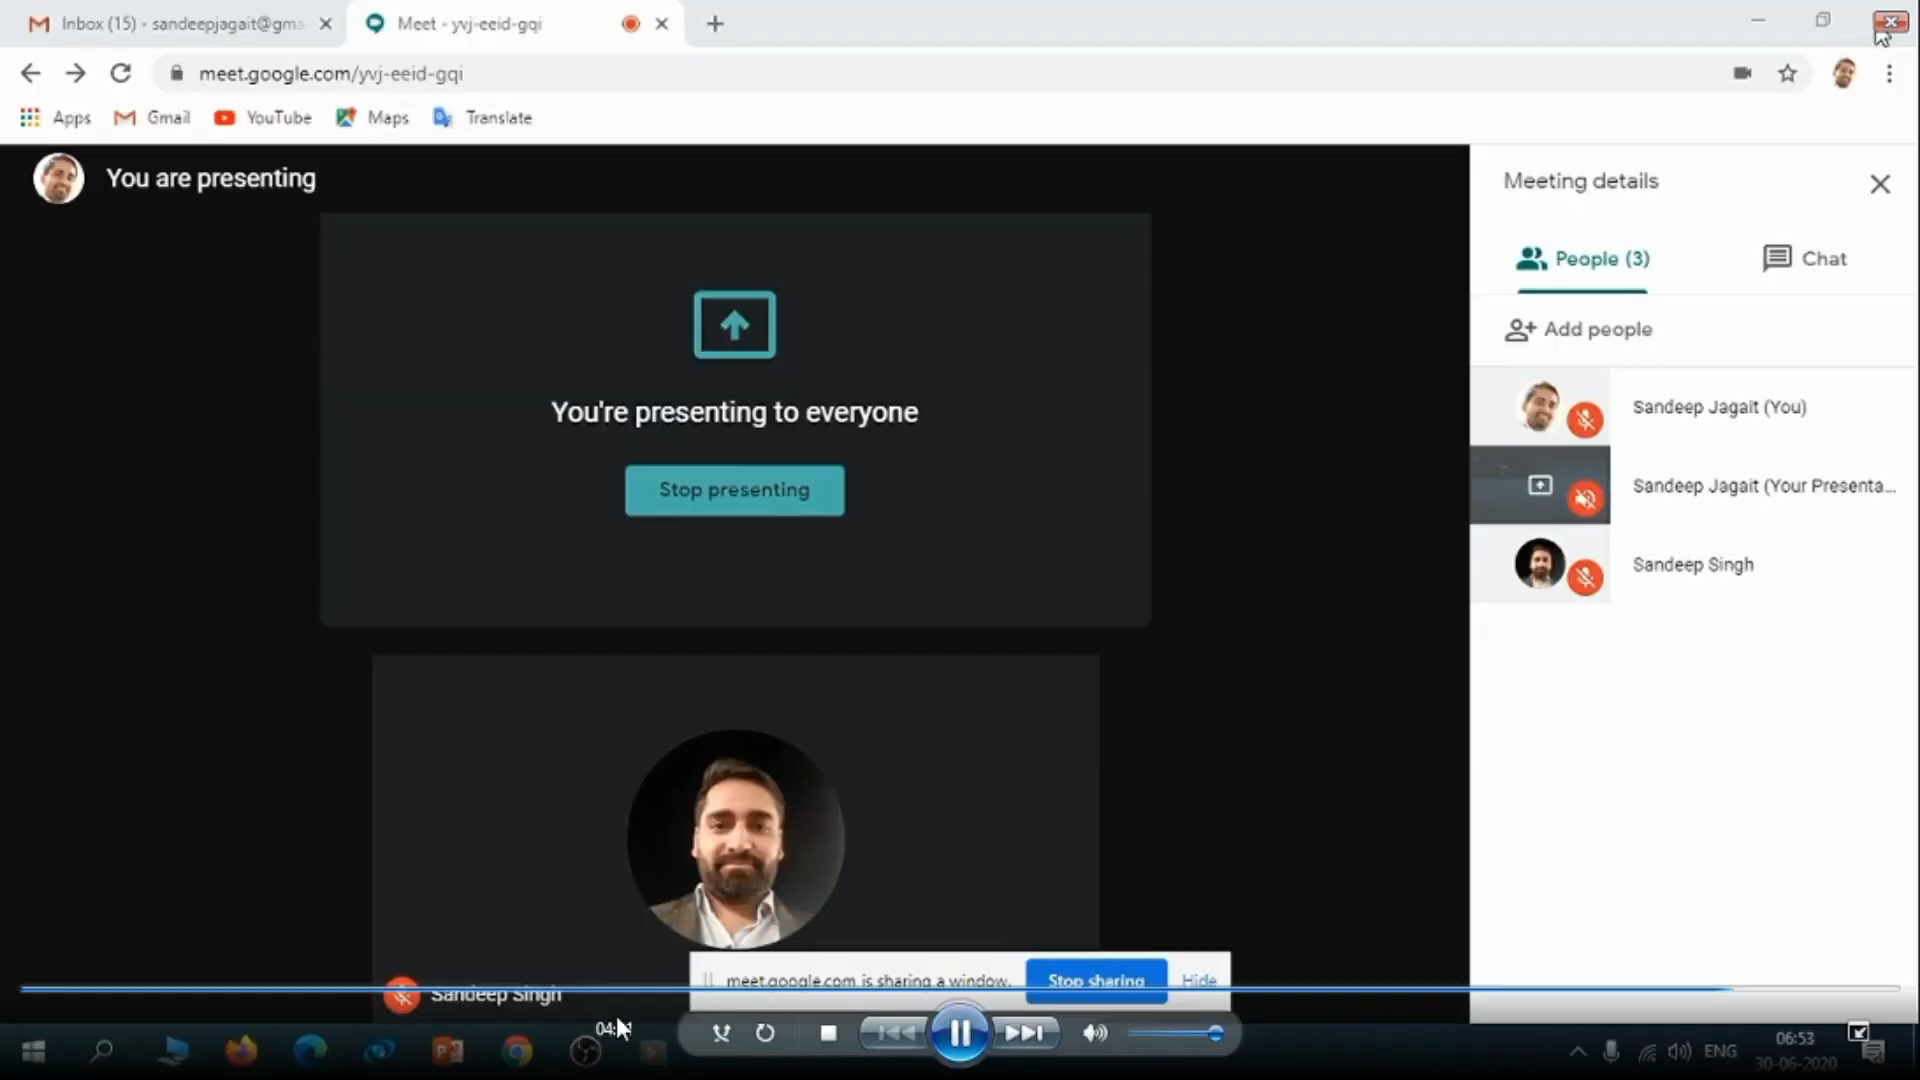 Inbox (15) - sandeepjagait@gma
Meet - yvj-eeid-gqi
meet.google.com/yvj-eeid-gqi
Apps
Gmail
YouTube
Maps
Translate
You are presenting
You're presenting to everyone
Stop presenting
Sandeep Singh
meet.google.com is sharing a window.
Stop sharing
Hide
Meeting details
People (3)
Chat
Add people
Sandeep Jagait (You)
Sandeep Jagait (Your Presenta...
Sandeep Singh
ENG
06:53
30-06-2020